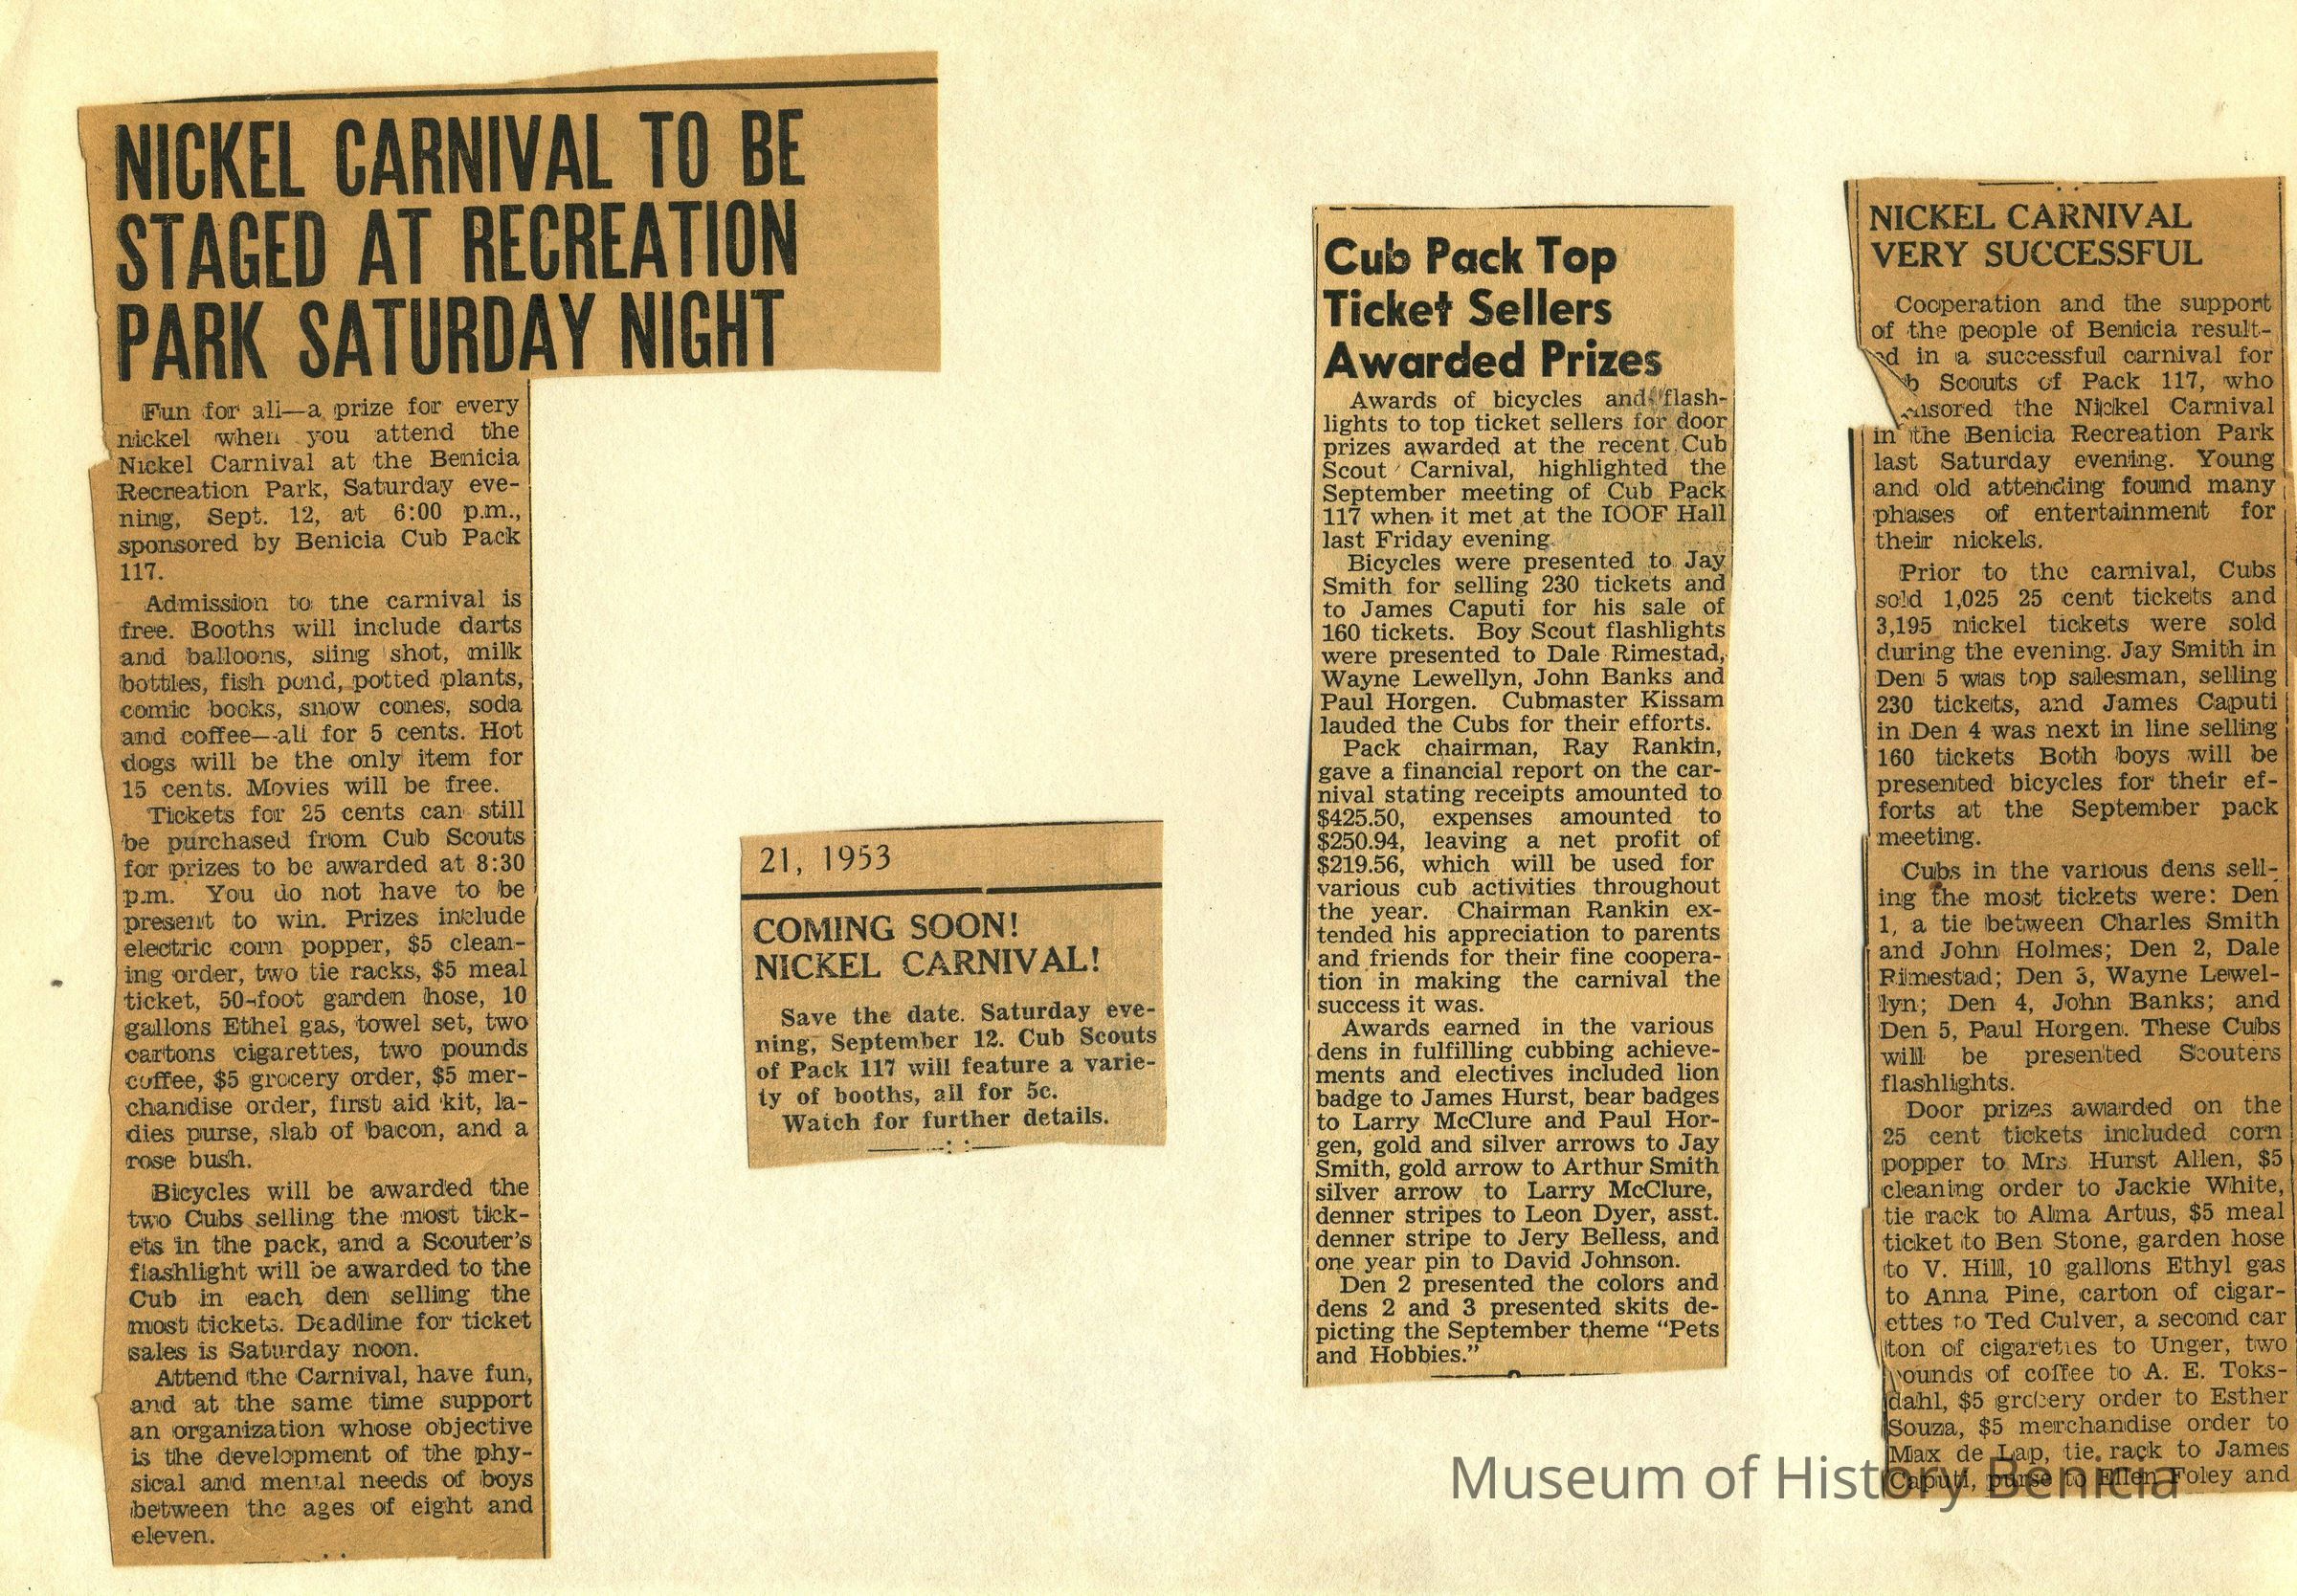 NICKEL CARNIVAL TO BE
STAGED AT RECREATION
PARK SATURDAY NIGHT
Fun for all—a prize for every
nickel when you attend the
Nickel Carnival at the Benicia
Recreation Park, Saturday eve-
ning, Sept. 12, at 6:00 p.m.,
sponsored by Benicia Cub Pack
117.
Admission to the carnival is
free. Booths will include darts
and balloons, sling shot, milk
bottles, fish pond, potted plants,
comic books, snow cones, soda
and coffee—all for 5 cents. Hot
dogs will be the only item for
15 cents. Movies will be free.
Tickets for 25 cents can still
be purchased from Cub Scouts
for prizes to be awarded at 8:30
p.m. You do not have to be
present to win. Prizes include
electric corn popper, $5 clean-
ing order, two tie racks, $5 meal
ticket, 50-foot garden hose, 10
gallons Ethel gas, towel set, two
cartons cigarettes, two pounds
coffee, $5 grocery order, $5 mer-
chandise order, first aid kit, la-
dies purse, slab of bacon, and a
rose bush.
Bicycles will be awarded the
two Cubs selling the most tick-
ets in the pack, and a Scouter's
flashlight will be awarded to the
Cub in each den selling the
most tickets. Deadline for ticket
sales is Saturday noon.
Attend the Carnival, have fun,
and at the same time support
an organization whose objective
is the development of the phy-
sical and mental needs of boys
between the ages of eight and
eleven.
21, 1953
COMING SOON!
NICKEL CARNIVAL!
Save the date. Saturday eve-
ning, September 12. Cub Scouts
of Pack 117 will feature a varie-
ty of booths, all for 5c.
Watch for further details.
Cub Pack Top
Ticket Sellers
Awarded Prizes
Awards of bicycles and flash-
lights to top ticket sellers for door
prizes awarded at the recent Cub
Scout Carnival, highlighted the
September meeting of Cub Pack
117 when it met at the IOOF Hall
last Friday evening.
Bicycles were presented to Jay
Smith for selling 230 tickets and
to James Caputi for his sale of
160 tickets. Boy Scout flashlights
were presented to Dale Rimestad,
Wayne Lewellyn, John Banks and
Paul Horgen. Cubmaster Kissam
lauded the Cubs for their efforts.
Pack chairman, Ray Rankin,
gave a financial report on the car-
nival stating receipts amounted to
$425.50, expenses amounted to
$250.94, leaving a net profit of
$219.56, which will be used for
various cub activities throughout
the year. Chairman Rankin ex-
tended his appreciation to parents
and friends for their fine coopera-
tion in making the carnival the
success it was.
Awards earned in the various
dens in fulfilling cubbing achieve-
ments and electives included lion
badge to James Hurst, bear badges
to Larry McClure and Paul Hor-
gen, gold and silver arrows to Jay
Smith, gold arrow to Arthur Smith
silver arrow to Larry McClure,
denner stripes to Leon Dyer, asst.
denner stripe to Jery Belless, and
one year pin to David Johnson.
Den 2 presented the colors and
dens 2 and 3 presented skits de-
picting the September theme "Pets
and Hobbies."
NICKEL CARNIVAL
VERY SUCCESSFUL
Cooperation and the support
of the people of Benicia result-
ed in a successful carnival for
b Scouts of Pack 117, who
nsored the Nickel Carnival
in the Benicia Recreation Park
last Saturday evening. Young
and old attending found many
phases of entertainment for
their nickels.
Prior to the carnival, Cubs
sold 1,025 25 cent tickets and
3,195 nickel tickets were sold
during the evening. Jay Smith in
Den 5 was top salesman, selling
230 tickets, and James Caputi
in Den 4 was next in line selling
160 tickets Both boys will be
presented bicycles for their ef-
forts at the September pack
meeting.
Cubs in the various dens sell-
ing the most tickets were: Den
1, a tie between Charles Smith
and John Holmes; Den 2, Dale
Rimestad; Den 3, Wayne Lewel-
lyn; Den 4, John Banks; and
Den 5, Paul Horgen. These Cubs
will be presented Scouters
flashlights.
Door prizes awarded on the
25 cent tickets included corn
popper to Mrs. Hurst Allen, $5
cleaning order to Jackie White,
tie rack to Alma Artus, $5 meal
ticket to Ben Stone, garden hose
to V. Hill, 10 gallons Ethyl gas
to Anna Pine, carton of cigar-
ettes to Ted Culver, a second car
ton of cigarettes to Unger, two
pounds of coffee to A. E. Toks-
dahl, $5 grocery order to Esther
Souza, $5 merchandise order to
Max de Lap, tie rack to James
Caputi, purse to Ellen Foley and
Museum of History Benicia